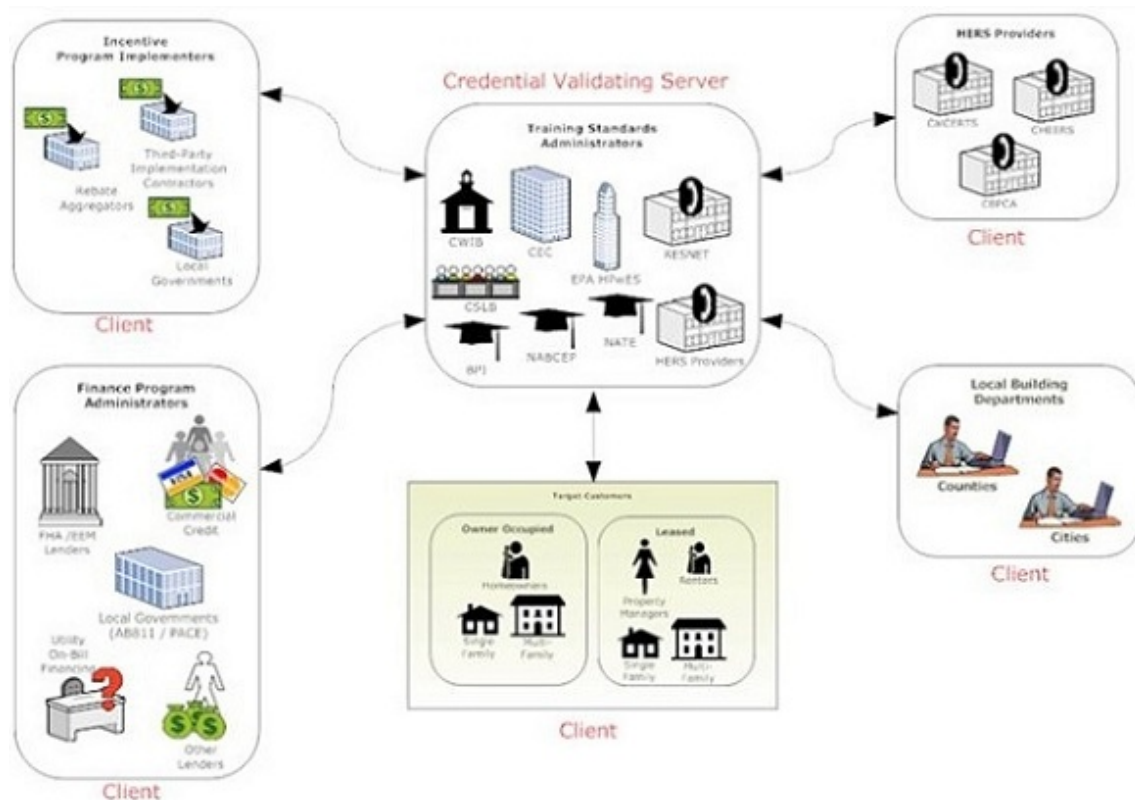 Incentive
Program Implementers
Third-Party
Implementation
Contractors
Rebate
Aggregators
Local
Governments
Client
Credential Validating Server
Training Standards
Administrators
CWIB
CEC
EPA HPwES
RESNET
CSLB
BPI
NABCEP
NATE
HERS Providers
HERS Providers
CalCERTS
CHEERS
CBPCA
Client
Finance Program
Administrators
VISA
FHA /EEM
Lenders
Commercial
Credit
Local Governments
(AB811 / PACE)
Utility
On-Bill
Financing
Other
Lenders
Client
Target Customers
Owner Occupied
Homeowners
Single
Family
Multi-
Family
Leased
Property
Managers
Renters
Single
Family
Multi-
Family
Client
Local Building
Departments
Counties
Cities
Client